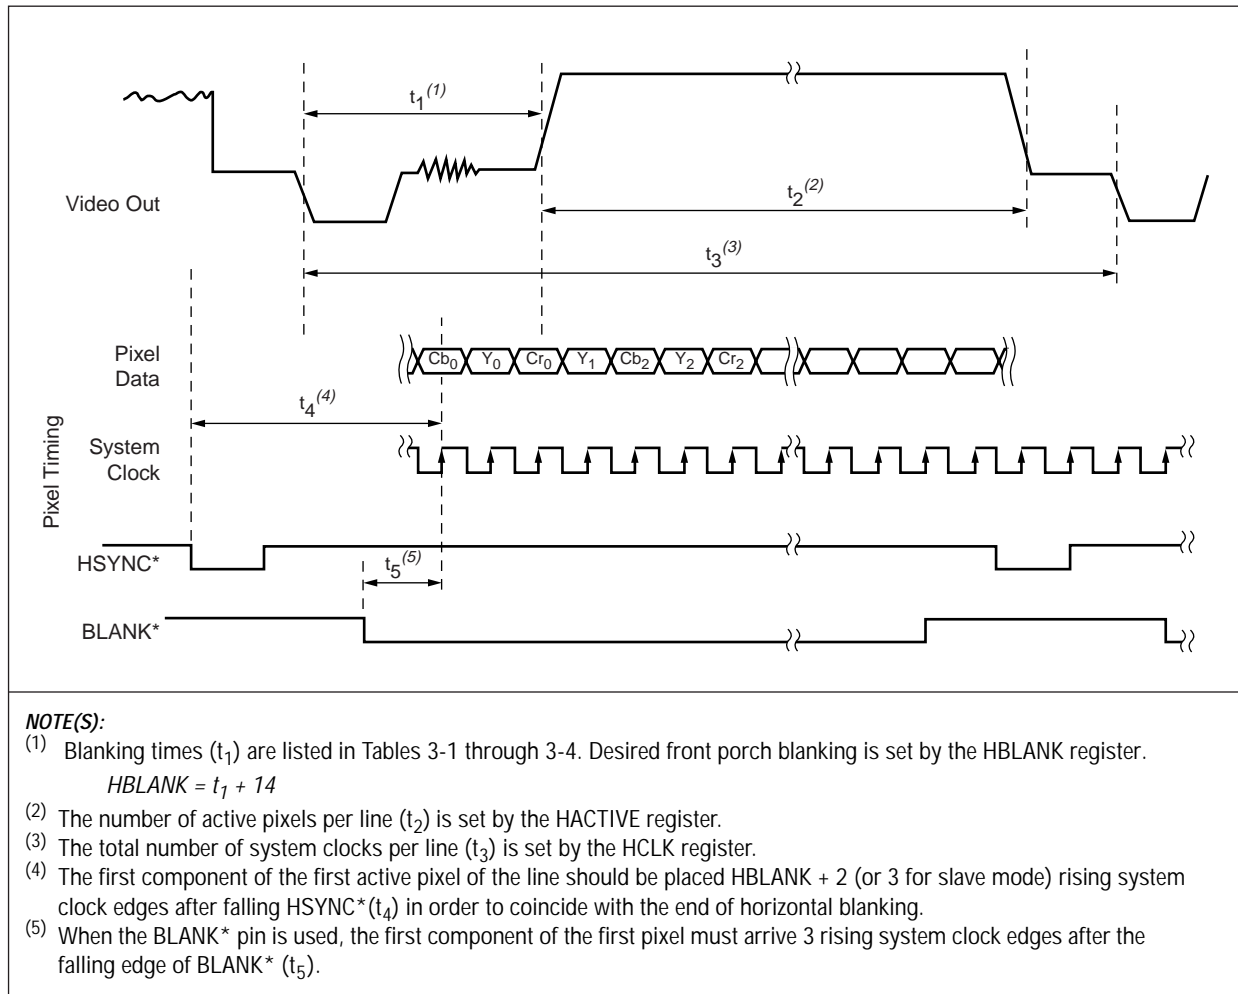 t1(1)
Video Out
t2(2)
t3(3)
Pixel Data
Cb0 Y0 Cr0 Y1 Cb2 Y2 Cr2
t4(4)
Pixel Timing
System Clock
HSYNC*
t5(5)
BLANK*
NOTE(S):
(1) Blanking times (t1) are listed in Tables 3-1 through 3-4. Desired front porch blanking is set by the HBLANK register.
HBLANK = t1 + 14
(2) The number of active pixels per line (t2) is set by the HACTIVE register.
(3) The total number of system clocks per line (t3) is set by the HCLK register.
(4) The first component of the first active pixel of the line should be placed HBLANK + 2 (or 3 for slave mode) rising system
clock edges after falling HSYNC*(t4) in order to coincide with the end of horizontal blanking.
(5) When the BLANK* pin is used, the first component of the first pixel must arrive 3 rising system clock edges after the
falling edge of BLANK* (t5).